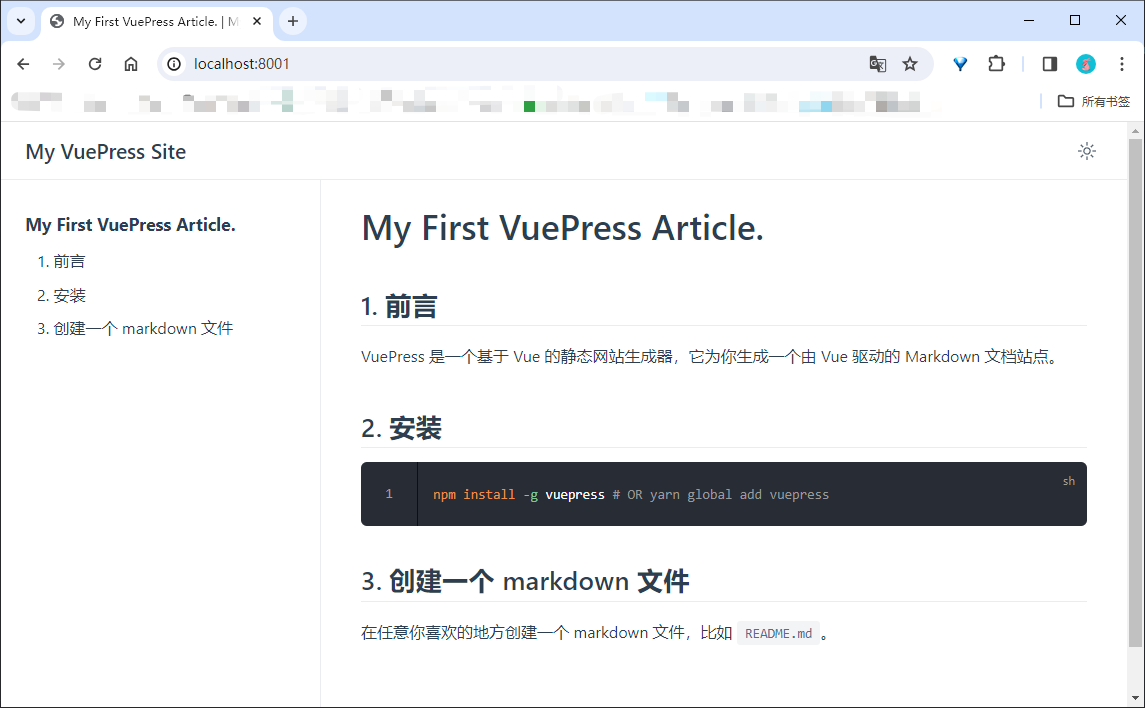 My First VuePress Article. | M
localhost:8001
所有书签
My VuePress Site
My First VuePress Article.
1. 前言
2. 安装
3. 创建一个 markdown 文件
My First VuePress Article.
1. 前言
VuePress 是一个基于 Vue 的静态网站生成器，它为你生成一个由 Vue 驱动的 Markdown 文档站点。
2. 安装
sh
1 npm install -g vuepress # OR yarn global add vuepress
3. 创建一个 markdown 文件
在任意你喜欢的地方创建一个 markdown 文件，比如 README.md 。